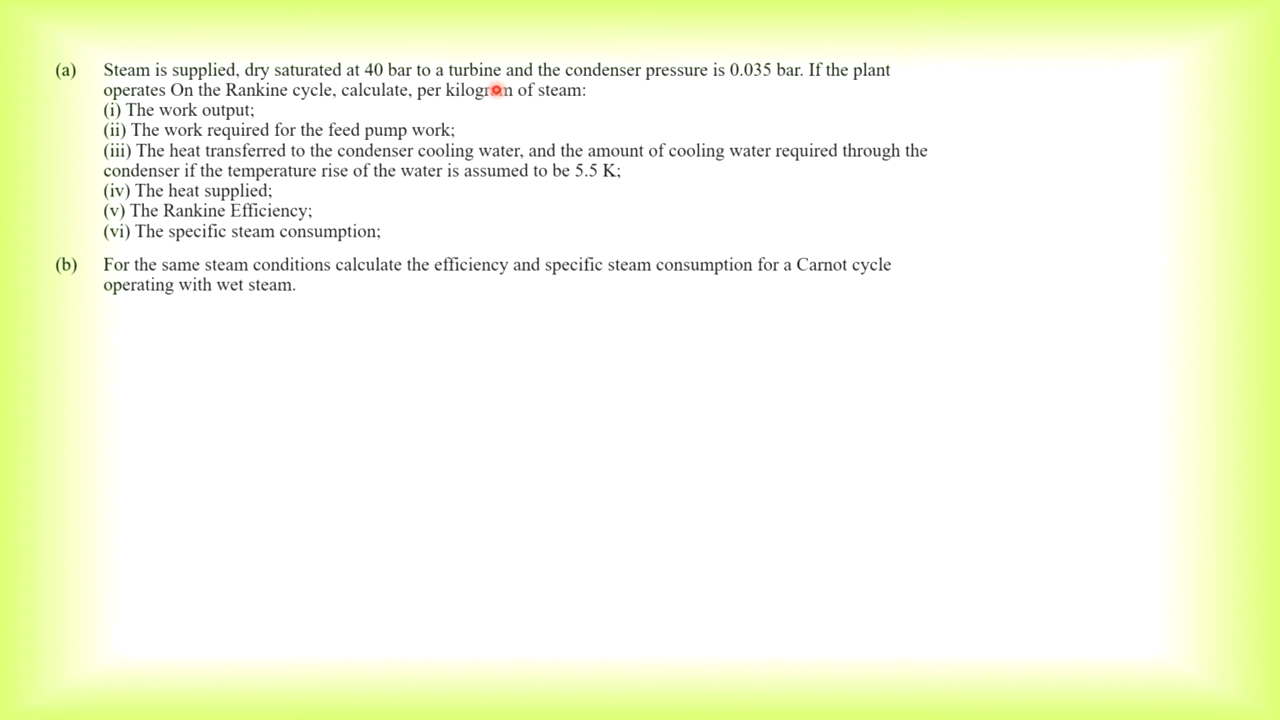 (a) Steam is supplied, dry saturated at 40 bar to a turbine and the condenser pressure is 0.035 bar. If the plant
operates On the Rankine cycle, calculate, per kilogram of steam:
(i) The work output;
(ii) The work required for the feed pump work;
(iii) The heat transferred to the condenser cooling water, and the amount of cooling water required through the
condenser if the temperature rise of the water is assumed to be 5.5 K;
(iv) The heat supplied;
(v) The Rankine Efficiency;
(vi) The specific steam consumption;
(b) For the same steam conditions calculate the efficiency and specific steam consumption for a Carnot cycle
operating with wet steam.